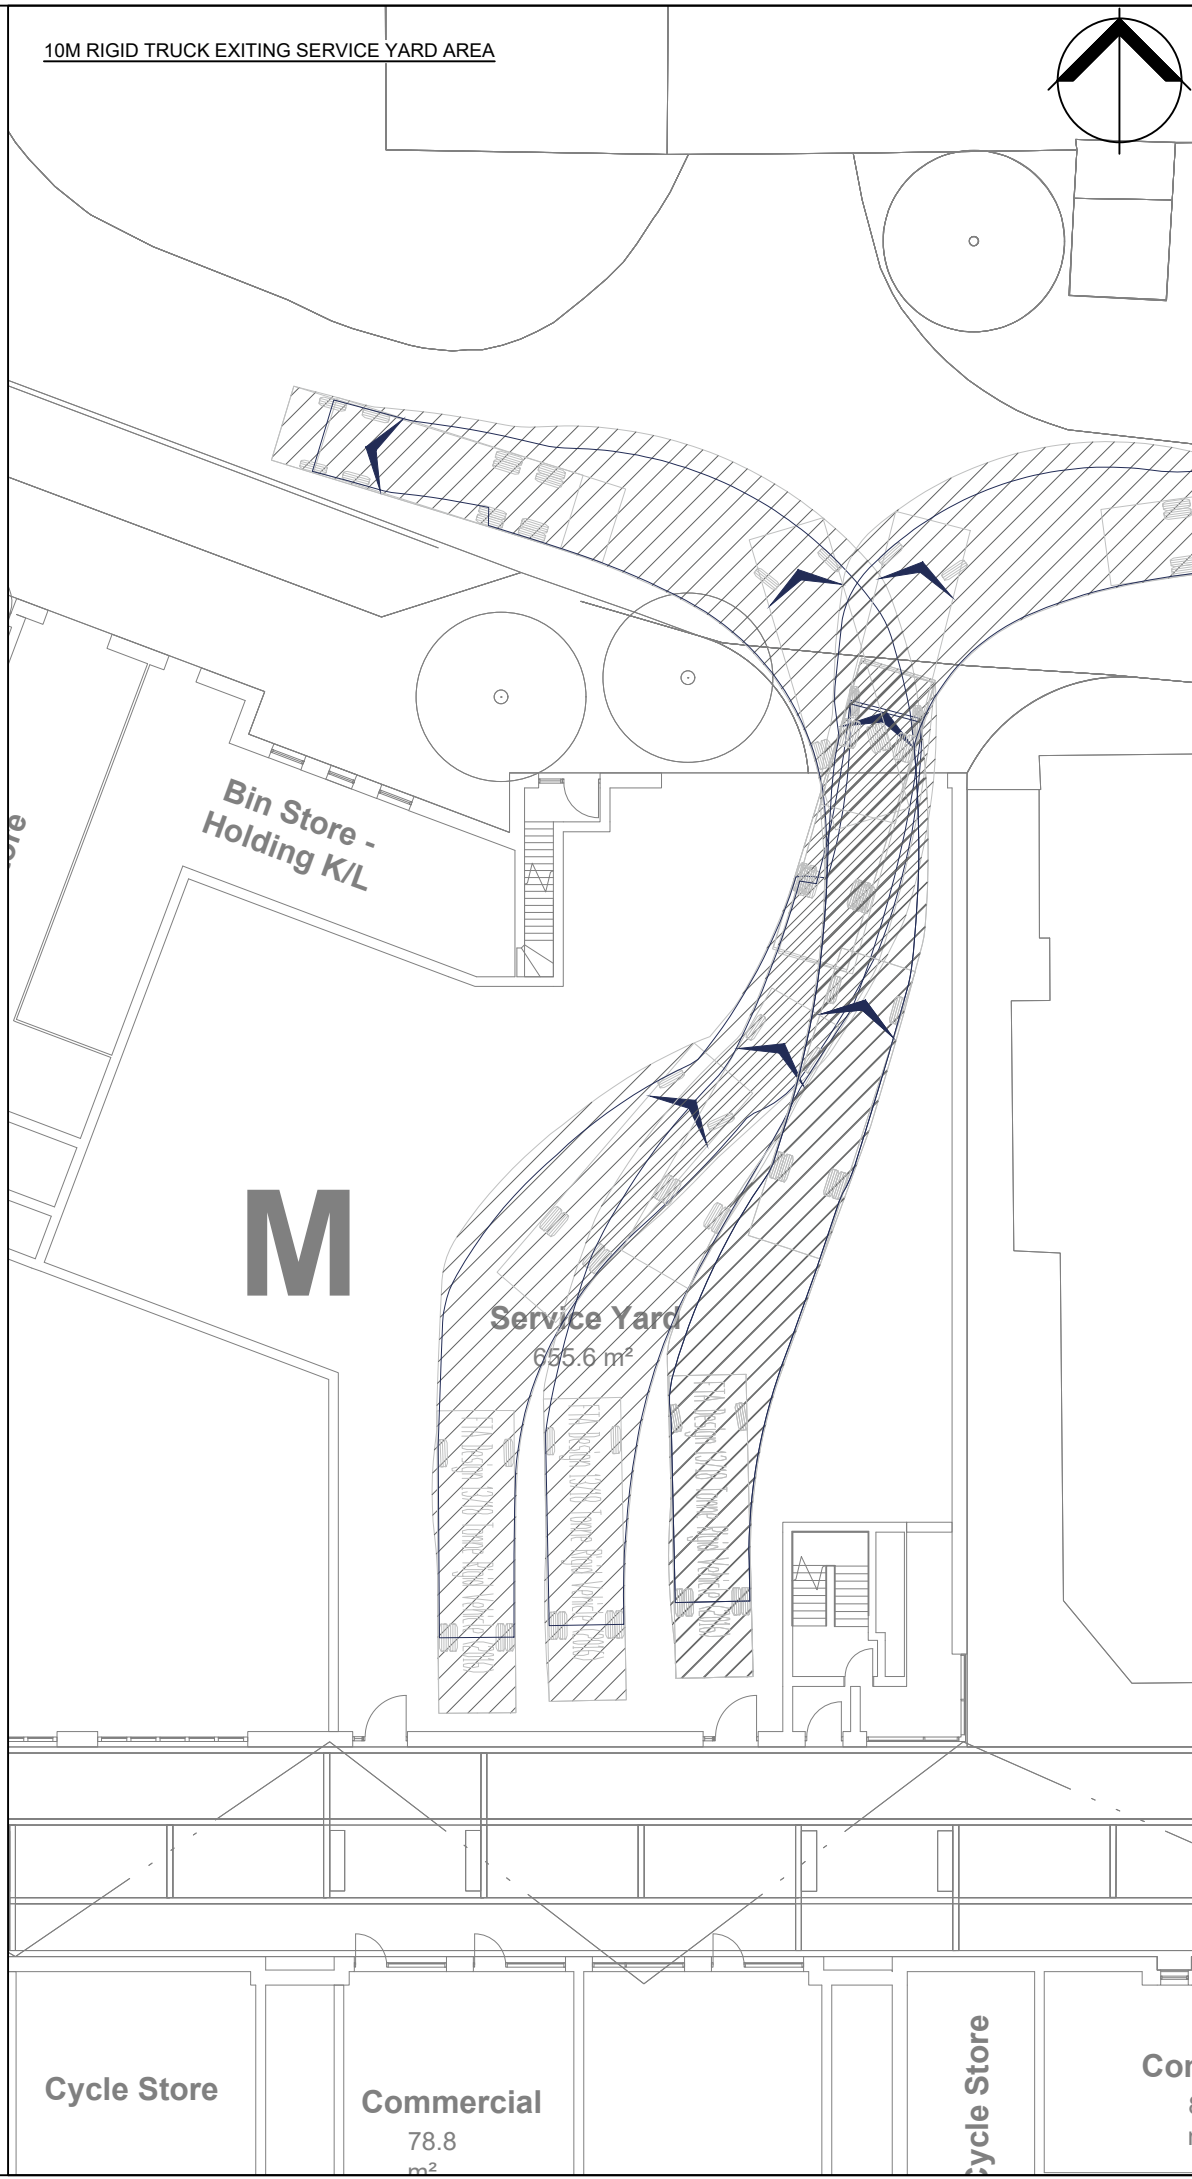 10M RIGID TRUCK EXITING SERVICE YARD AREA
Bin Store -
Holding K/L
M
Service Yard
655.6 m²
Cycle Store
Commercial
78.8
m²
Cycle Store